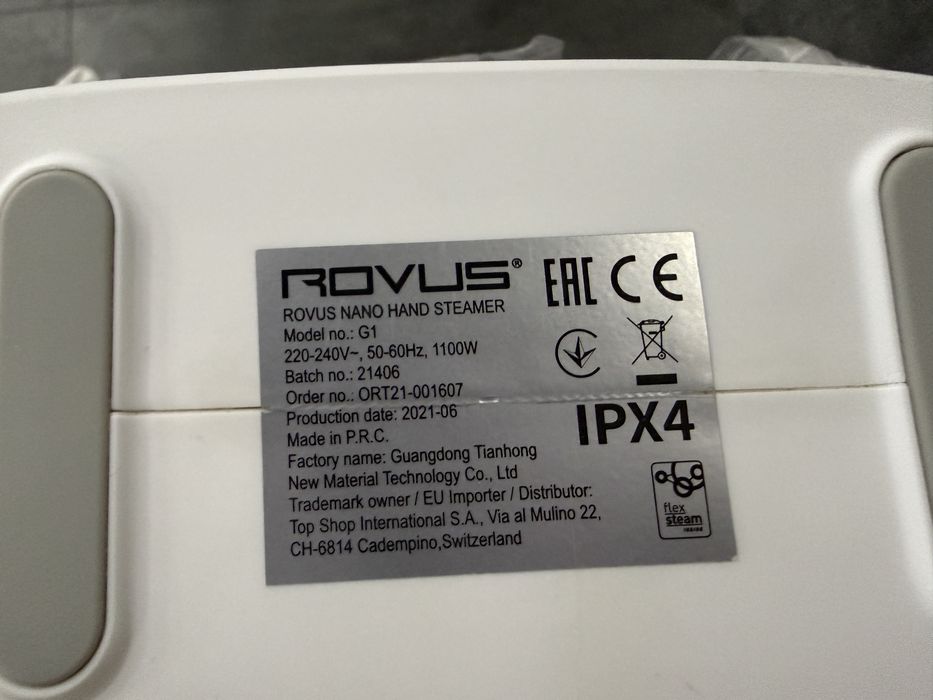 ROVUS®
EAC CE
ROVUS NANO HAND STEAMER
Model no.: G1
220-240V~, 50-60Hz, 1100W
Batch no.: 21406
Order no.: ORT21-001607
Production date: 2021-06
IPX4
Made in P.R.C.
Factory name: Guangdong Tianhong
New Material Technology Co., Ltd
Trademark owner / EU Importer / Distributor:
Top Shop International S.A., Via al Mulino 22,
CH-6814 Cadempino,Switzerland
flex
steam
INSIDE